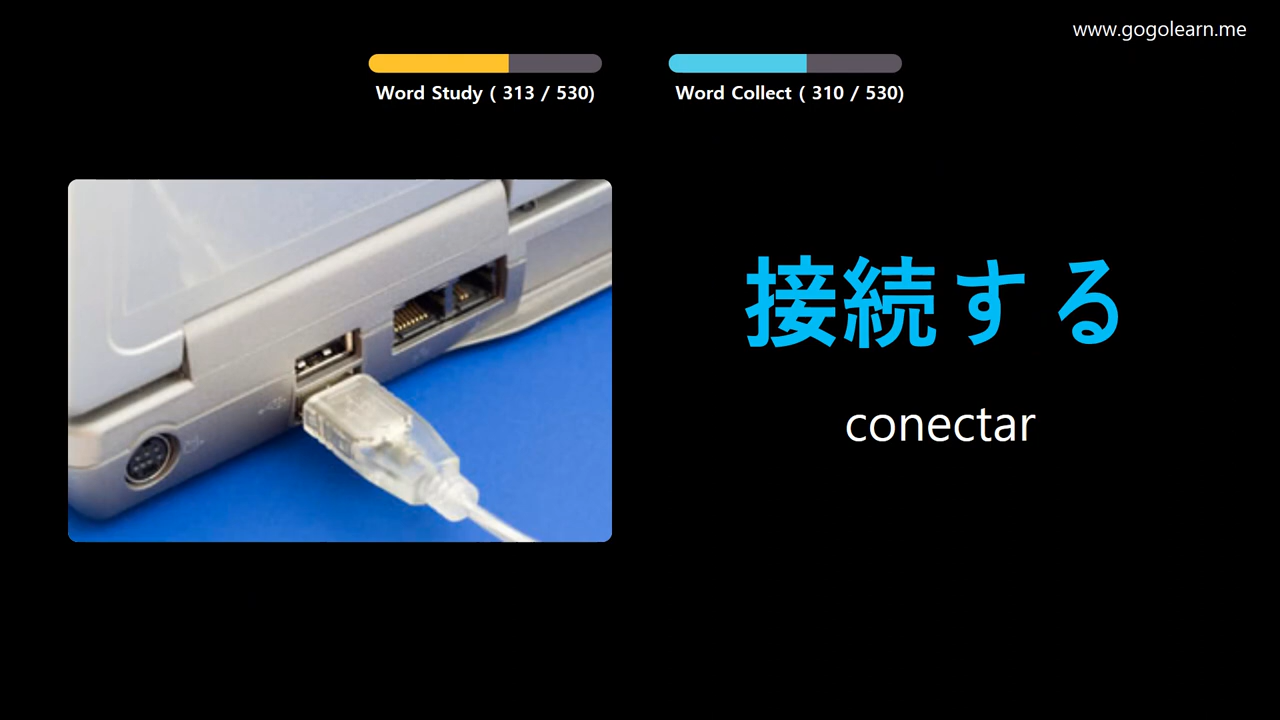 www.gogolearn.me
Word Study ( 313 / 530)
Word Collect ( 310 / 530)
接続する
conectar